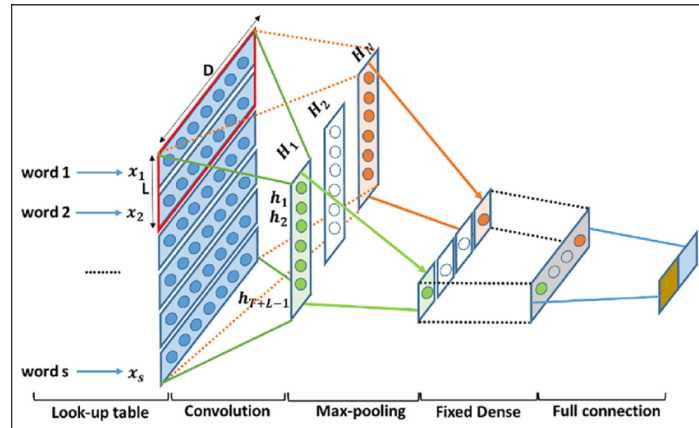 D
H_N
H_2
H_1
word 1 x_1
L
h_1
word 2 x_2
h_2
.........
h_{T+L-1}
word s x_s
Look-up table Convolution Max-pooling Fixed Dense Full connection